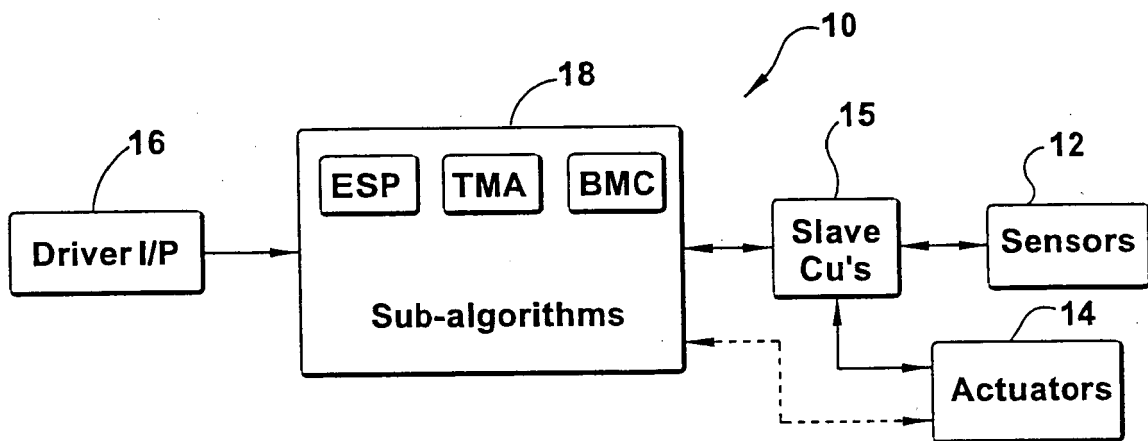 10
18
16
15
12
ESP TMA BMC
Driver I/P
Slave
Cu's
Sensors
Sub-algorithms
14
Actuators